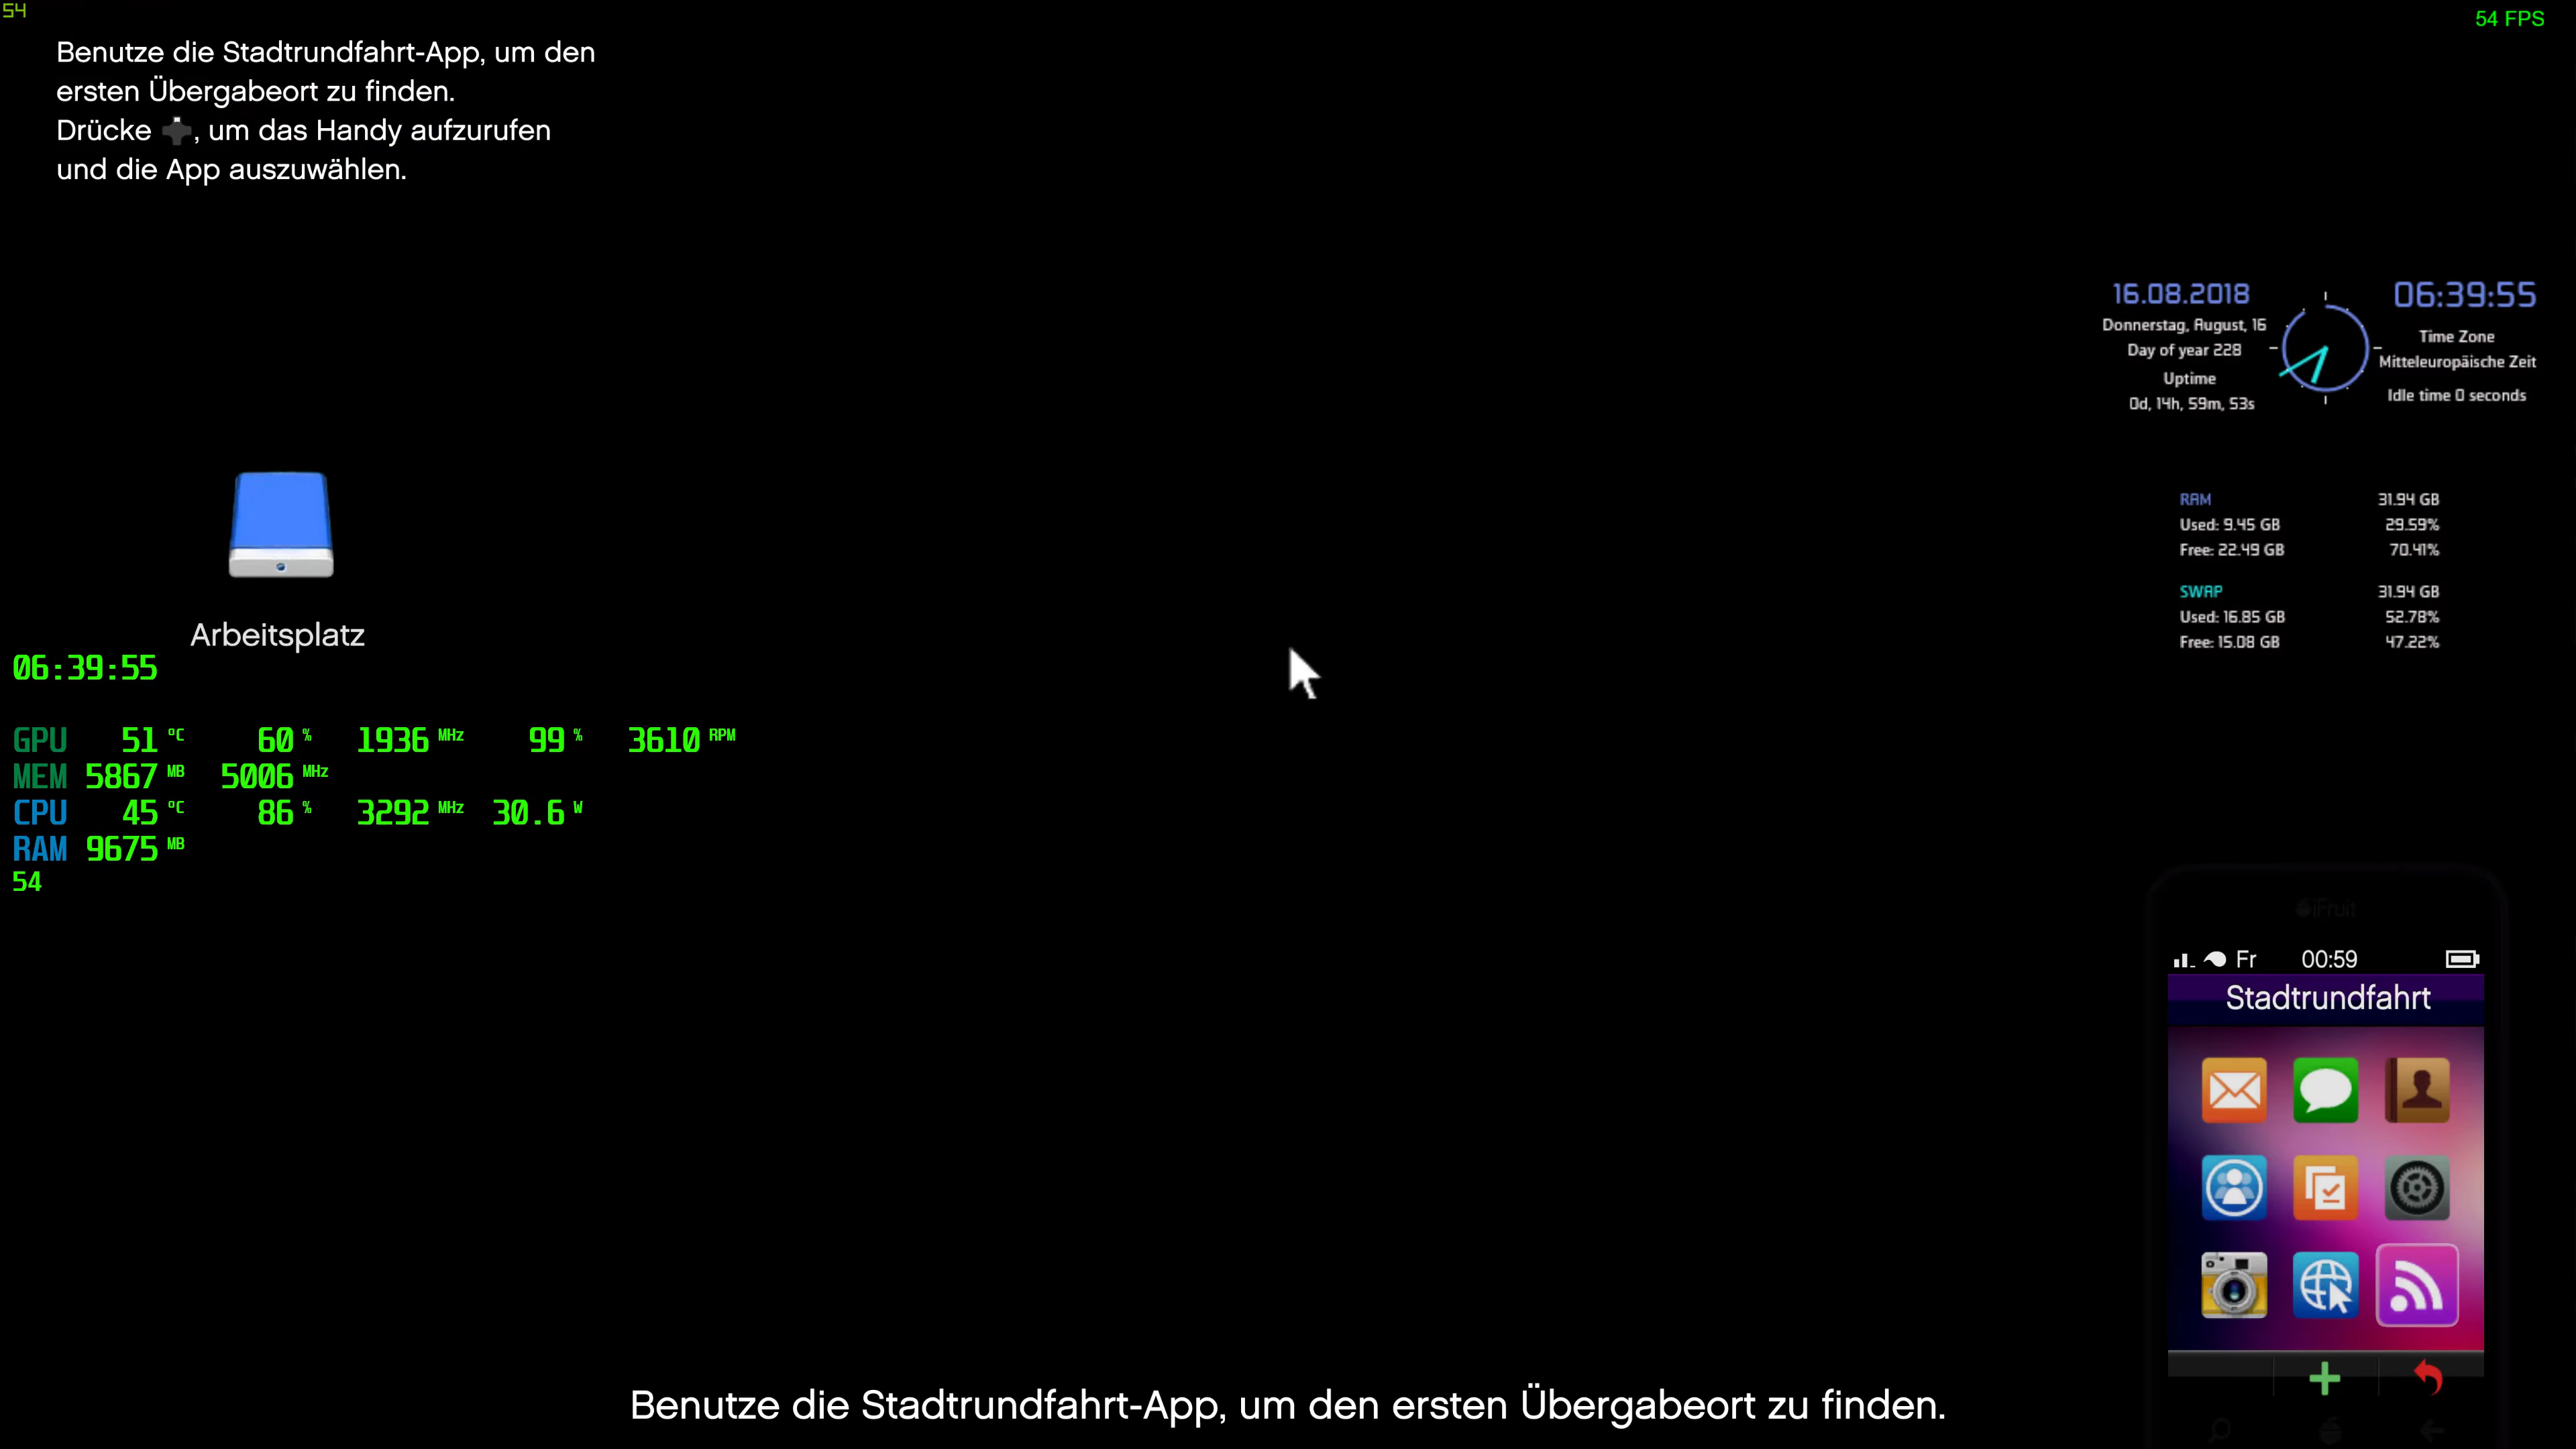 54
54 FPS
Benutze die Stadtrundfahrt-App, um den
ersten Übergabeort zu finden.
Drücke , um das Handy aufzurufen
und die App auszuwählen.
16.08.2018
Donnerstag, August, 16
Day of year 228
Uptime
0d, 14h, 59m, 53s
06:39:55
Time Zone
Mitteleuropäische Zeit
Idle time 0 seconds
RAM 31.94 GB
Used: 9.45 GB 29.59%
Free: 22.49 GB 70.41%
SWAP 31.94 GB
Used: 16.85 GB 52.78%
Free: 15.08 GB 47.22%
Arbeitsplatz
06:39:55
GPU 51 °C 60 % 1936 MHz 99 % 3610 RPM
MEM 5867 MB 5006 MHz
CPU 45 °C 86 % 3292 MHz 30.6 W
RAM 9675 MB
54
iFruit
Fr 00:59
Stadtrundfahrt
Benutze die Stadtrundfahrt-App, um den ersten Übergabeort zu finden.